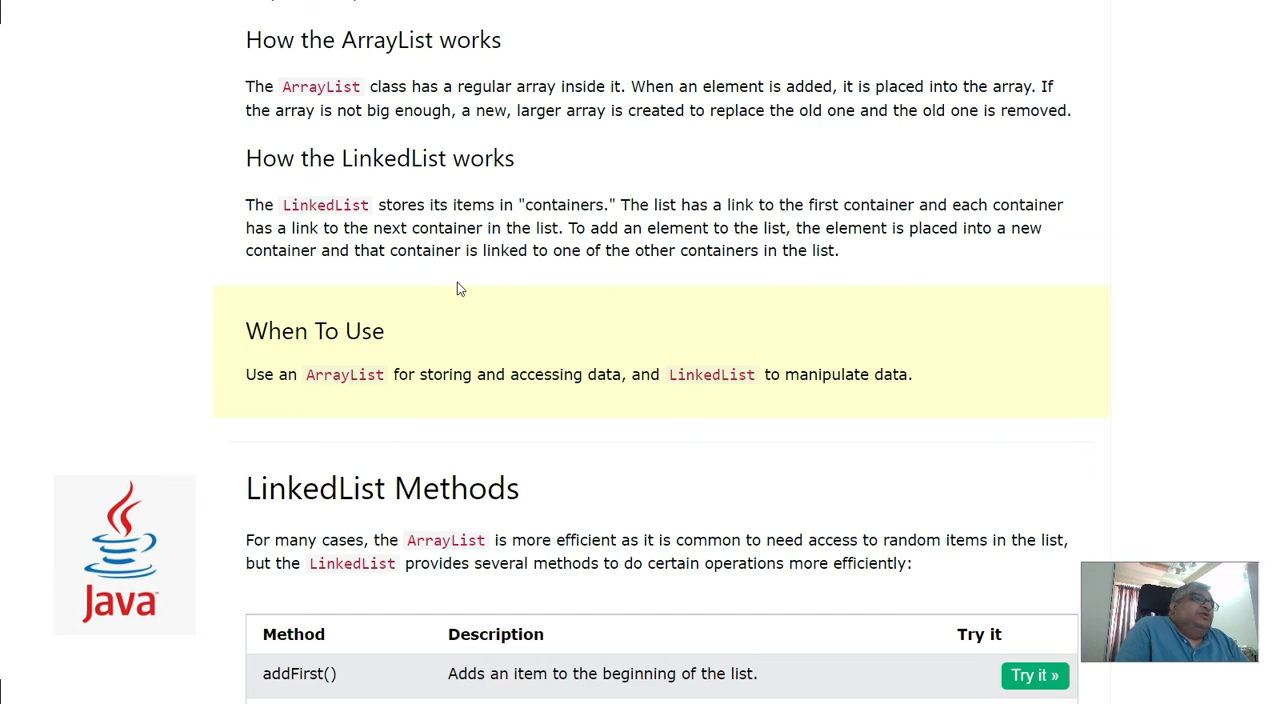 How the ArrayList works
The ArrayList class has a regular array inside it. When an element is added, it is placed into the array. If
the array is not big enough, a new, larger array is created to replace the old one and the old one is removed.
How the LinkedList works
The LinkedList stores its items in "containers." The list has a link to the first container and each container
has a link to the next container in the list. To add an element to the list, the element is placed into a new
container and that container is linked to one of the other containers in the list.
When To Use
Use an ArrayList for storing and accessing data, and LinkedList to manipulate data.
LinkedList Methods
For many cases, the ArrayList is more efficient as it is common to need access to random items in the list,
but the LinkedList provides several methods to do certain operations more efficiently:
Java
Method Description Try it
addFirst() Adds an item to the beginning of the list. Try it »